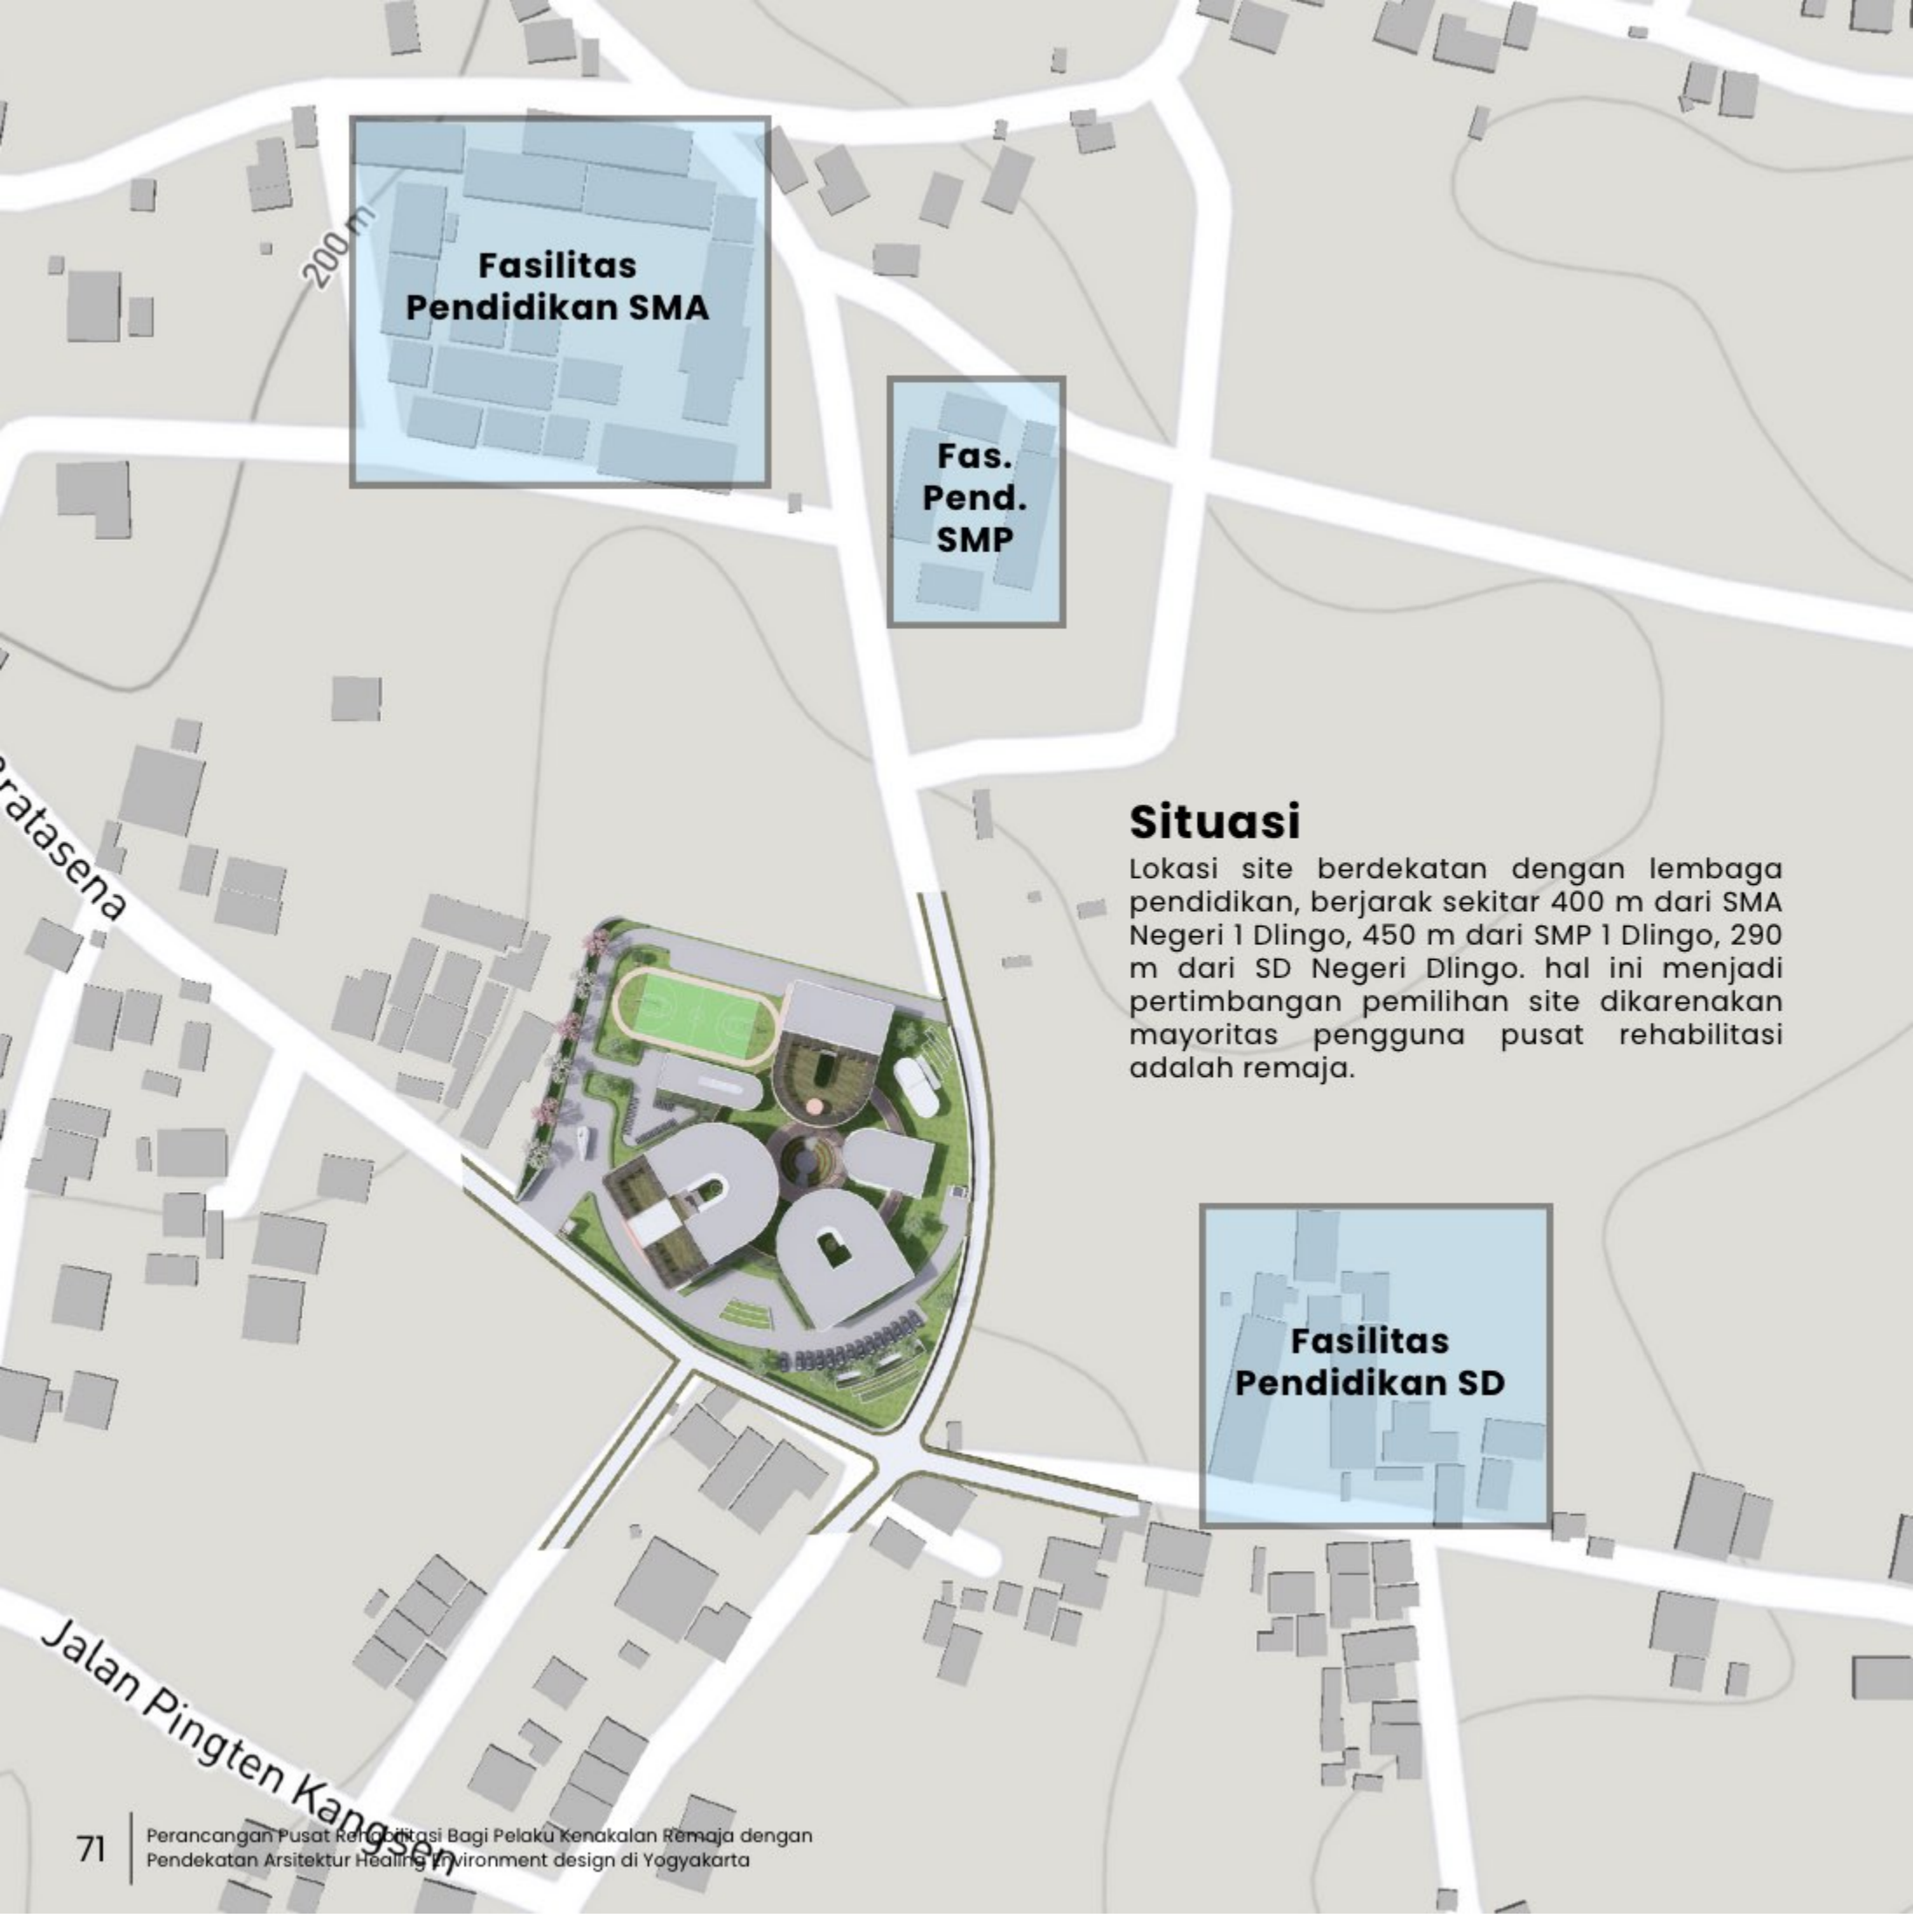 200 m
Fasilitas
Pendidikan SMA
Fas.
Pend.
SMP
Situasi
Lokasi site berdekatan dengan lembaga
pendidikan, berjarak sekitar 400 m dari SMA
Negeri 1 Dlingo, 450 m dari SMP 1 Dlingo, 290
m dari SD Negeri Dlingo. hal ini menjadi
pertimbangan pemilihan site dikarenakan
mayoritas pengguna pusat rehabilitasi
adalah remaja.
ratasena
Fasilitas
Pendidikan SD
Jalan Pingten Kangsen
71
Perancangan Pusat Rehabilitasi Bagi Pelaku Kenakalan Remaja dengan
Pendekatan Arsitektur Healing Environment design di Yogyakarta